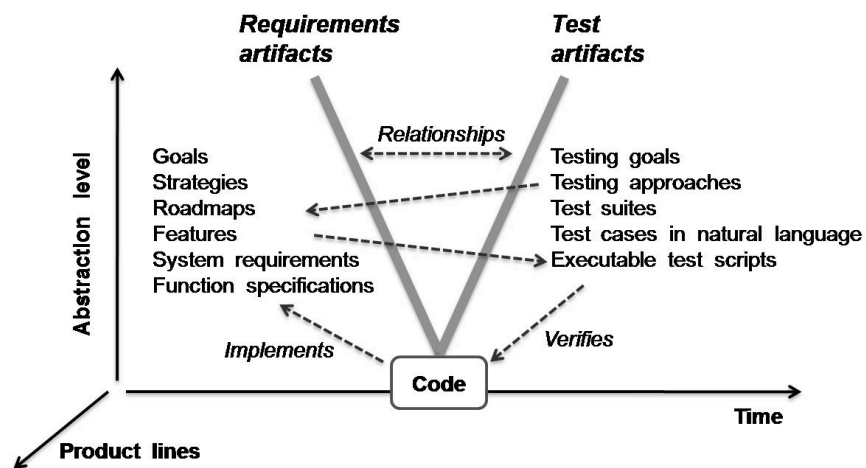 Requirements
artifacts
Test
artifacts
Relationships
Abstraction level
Goals
Strategies
Roadmaps
Features
System requirements
Function specifications
Testing goals
Testing approaches
Test suites
Test cases in natural language
Executable test scripts
Implements
Verifies
Code
Time
Product lines